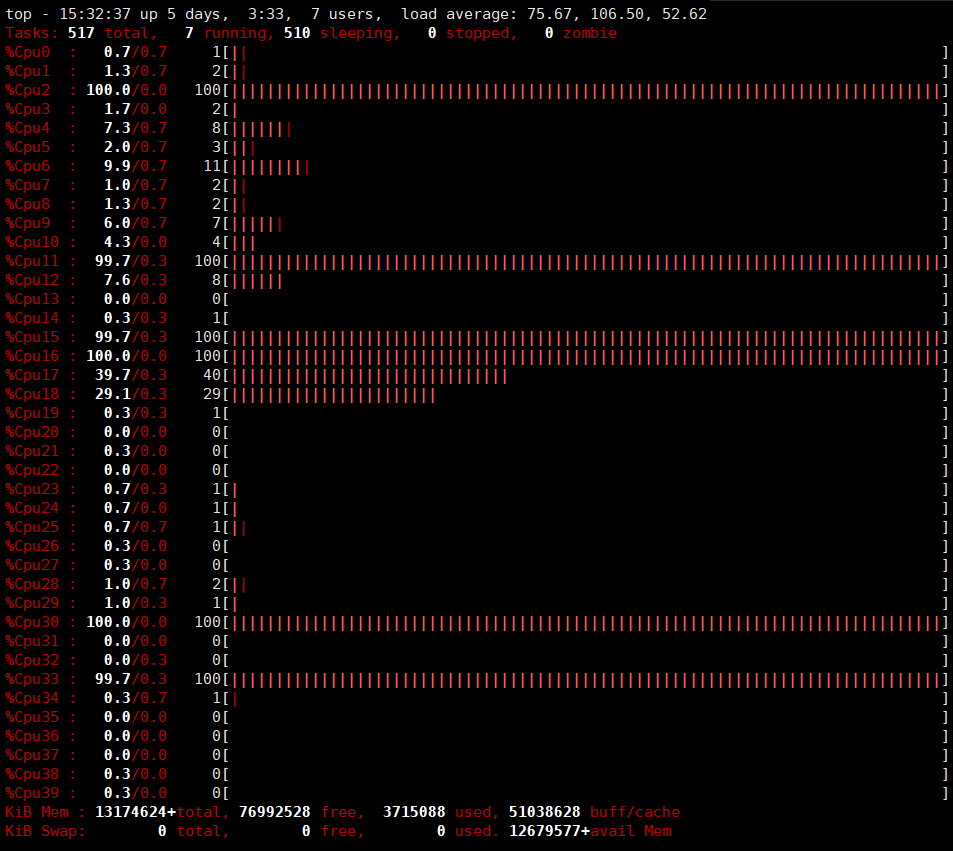 top - 15:32:37 up 5 days,  3:33,  7 users,  load average: 75.67, 106.50, 52.62
Tasks: 517 total,   7 running, 510 sleeping,   0 stopped,   0 zombie
%Cpu0  :   0.7/0.7     1[|| ]
%Cpu1  :   1.3/0.7     2[|| ]
%Cpu2  : 100.0/0.0   100[|||||||||||||||||||||||||||||||||||||||||||||||||||||||||||||||||||||||||||||||]
%Cpu3  :   1.7/0.0     2[| ]
%Cpu4  :   7.3/0.7     8[||||||| ]
%Cpu5  :   2.0/0.7     3[||| ]
%Cpu6  :   9.9/0.7    11[||||||||| ]
%Cpu7  :   1.0/0.7     2[|| ]
%Cpu8  :   1.3/0.7     2[|| ]
%Cpu9  :   6.0/0.7     7[|||||| ]
%Cpu10 :   4.3/0.0     4[||| ]
%Cpu11 :  99.7/0.3   100[|||||||||||||||||||||||||||||||||||||||||||||||||||||||||||||||||||||||||||||||]
%Cpu12 :   7.6/0.3     8[|||||| ]
%Cpu13 :   0.0/0.0     0[ ]
%Cpu14 :   0.3/0.3     1[ ]
%Cpu15 :  99.7/0.3   100[|||||||||||||||||||||||||||||||||||||||||||||||||||||||||||||||||||||||||||||||]
%Cpu16 : 100.0/0.0   100[|||||||||||||||||||||||||||||||||||||||||||||||||||||||||||||||||||||||||||||||]
%Cpu17 :  39.7/0.3    40[||||||||||||||||||||||||||||||| ]
%Cpu18 :  29.1/0.3    29[||||||||||||||||||||||| ]
%Cpu19 :   0.3/0.3     1[ ]
%Cpu20 :   0.0/0.0     0[ ]
%Cpu21 :   0.3/0.0     0[ ]
%Cpu22 :   0.0/0.0     0[ ]
%Cpu23 :   0.7/0.3     1[| ]
%Cpu24 :   0.7/0.0     1[| ]
%Cpu25 :   0.7/0.7     1[|| ]
%Cpu26 :   0.3/0.0     0[ ]
%Cpu27 :   0.3/0.0     0[ ]
%Cpu28 :   1.0/0.7     2[|| ]
%Cpu29 :   1.0/0.3     1[| ]
%Cpu30 : 100.0/0.0   100[|||||||||||||||||||||||||||||||||||||||||||||||||||||||||||||||||||||||||||||||]
%Cpu31 :   0.0/0.0     0[ ]
%Cpu32 :   0.0/0.3     0[ ]
%Cpu33 :  99.7/0.3   100[|||||||||||||||||||||||||||||||||||||||||||||||||||||||||||||||||||||||||||||||]
%Cpu34 :   0.3/0.7     1[| ]
%Cpu35 :   0.0/0.0     0[ ]
%Cpu36 :   0.0/0.0     0[ ]
%Cpu37 :   0.0/0.0     0[ ]
%Cpu38 :   0.3/0.0     0[ ]
%Cpu39 :   0.3/0.0     0[ ]
KiB Mem : 13174624+total, 76992528 free,  3715088 used, 51038628 buff/cache
KiB Swap:        0 total,        0 free,        0 used. 12679577+avail Mem